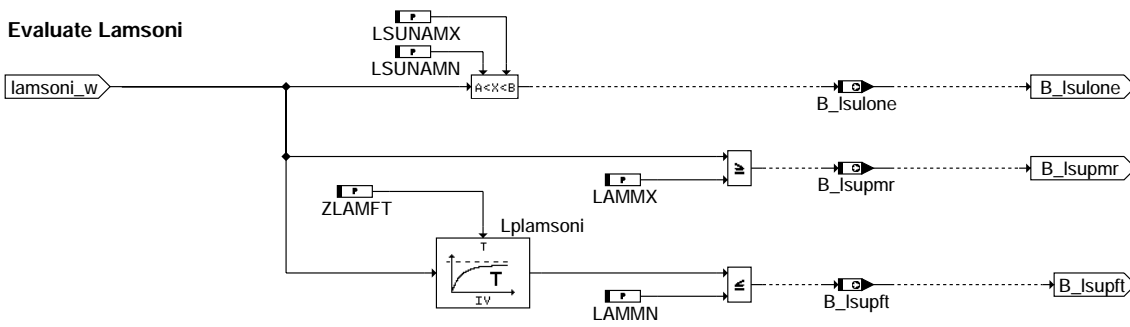 Evaluate Lamsoni
P
LSUNAMX
P
LSUNAMN
lamsoni_w
A<X<B
B_lsulone
B_lsulone
≥
B_lsupmr
B_lsupmr
P
LAMMX
P
ZLAMFT
Lplamsoni
T
T
IV
≤
B_lsupft
B_lsupft
P
LAMMN